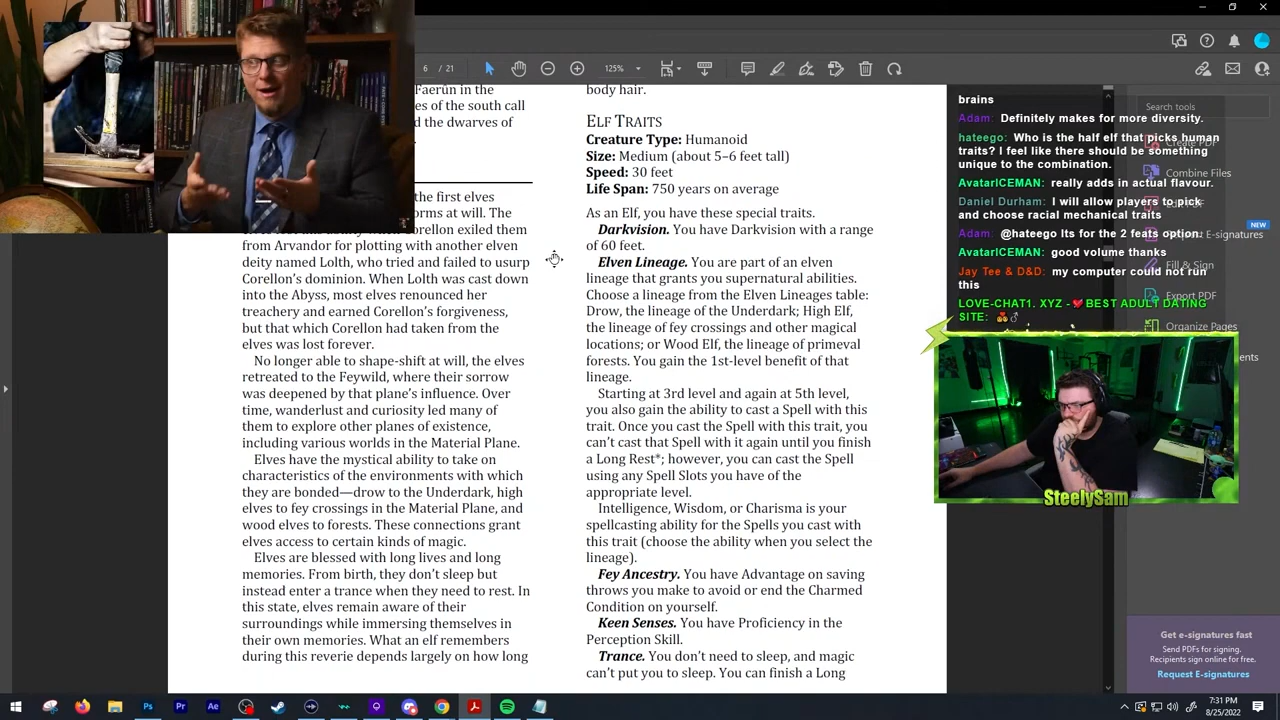 6 / 21
125%
Search tools
Create PDF
Combine Files
Request E-signatures
NEW
Fill & Sign
Export PDF
Organize Pages
Faerûn in the
es of the south call
d the dwarves of
the first elves
orms at will. The
Corellon exiled them
from Arvandor for plotting with another elven
deity named Lolth, who tried and failed to usurp
Corellon's dominion. When Lolth was cast down
into the Abyss, most elves renounced her
treachery and earned Corellon's forgiveness,
but that which Corellon had taken from the
elves was lost forever.
No longer able to shape-shift at will, the elves
retreated to the Feywild, where their sorrow
was deepened by that plane's influence. Over
time, wanderlust and curiosity led many of
them to explore other planes of existence,
including various worlds in the Material Plane.
Elves have the mystical ability to take on
characteristics of the environments with which
they are bonded—drow to the Underdark, high
elves to fey crossings in the Material Plane, and
wood elves to forests. These connections grant
elves access to certain kinds of magic.
Elves are blessed with long lives and long
memories. From birth, they don't sleep but
instead enter a trance when they need to rest. In
this state, elves remain aware of their
surroundings while immersing themselves in
their own memories. What an elf remembers
during this reverie depends largely on how long
body hair.
ELF TRAITS
Creature Type: Humanoid
Size: Medium (about 5–6 feet tall)
Speed: 30 feet
Life Span: 750 years on average
As an Elf, you have these special traits.
Darkvision. You have Darkvision with a range
of 60 feet.
Elven Lineage. You are part of an elven
lineage that grants you supernatural abilities.
Choose a lineage from the Elven Lineages table:
Drow, the lineage of the Underdark; High Elf,
the lineage of fey crossings and other magical
locations; or Wood Elf, the lineage of primeval
forests. You gain the 1st-level benefit of that
lineage.
Starting at 3rd level and again at 5th level,
you also gain the ability to cast a Spell with this
trait. Once you cast the Spell with this trait, you
can't cast that Spell with it again until you finish
a Long Rest*; however, you can cast the Spell
using any Spell Slots you have of the
appropriate level.
Intelligence, Wisdom, or Charisma is your
spellcasting ability for the Spells you cast with
this trait (choose the ability when you select the
lineage).
Fey Ancestry. You have Advantage on saving
throws you make to avoid or end the Charmed
Condition on yourself.
Keen Senses. You have Proficiency in the
Perception Skill.
Trance. You don't need to sleep, and magic
can't put you to sleep. You can finish a Long
brains
Adam: Definitely makes for more diversity.
hateego: Who is the half elf that picks human
traits? I feel like there should be something
unique to the combination.
AvatarICEMAN: really adds in actual flavour.
Daniel Durham: I will allow players to pick
and choose racial mechanical traits
Adam: @hateego Its for the 2 feats option.
AvatarICEMAN: good volume thanks
Jay Tee & D&D: my computer could not run
this
LOVE-CHAT1. XYZ - BEST ADULT DATING
SITE:
SteelySam
Get e-signatures fast
Send PDFs for signing.
Recipients sign online for free.
Request E-signatures
7:31 PM
8/25/2022